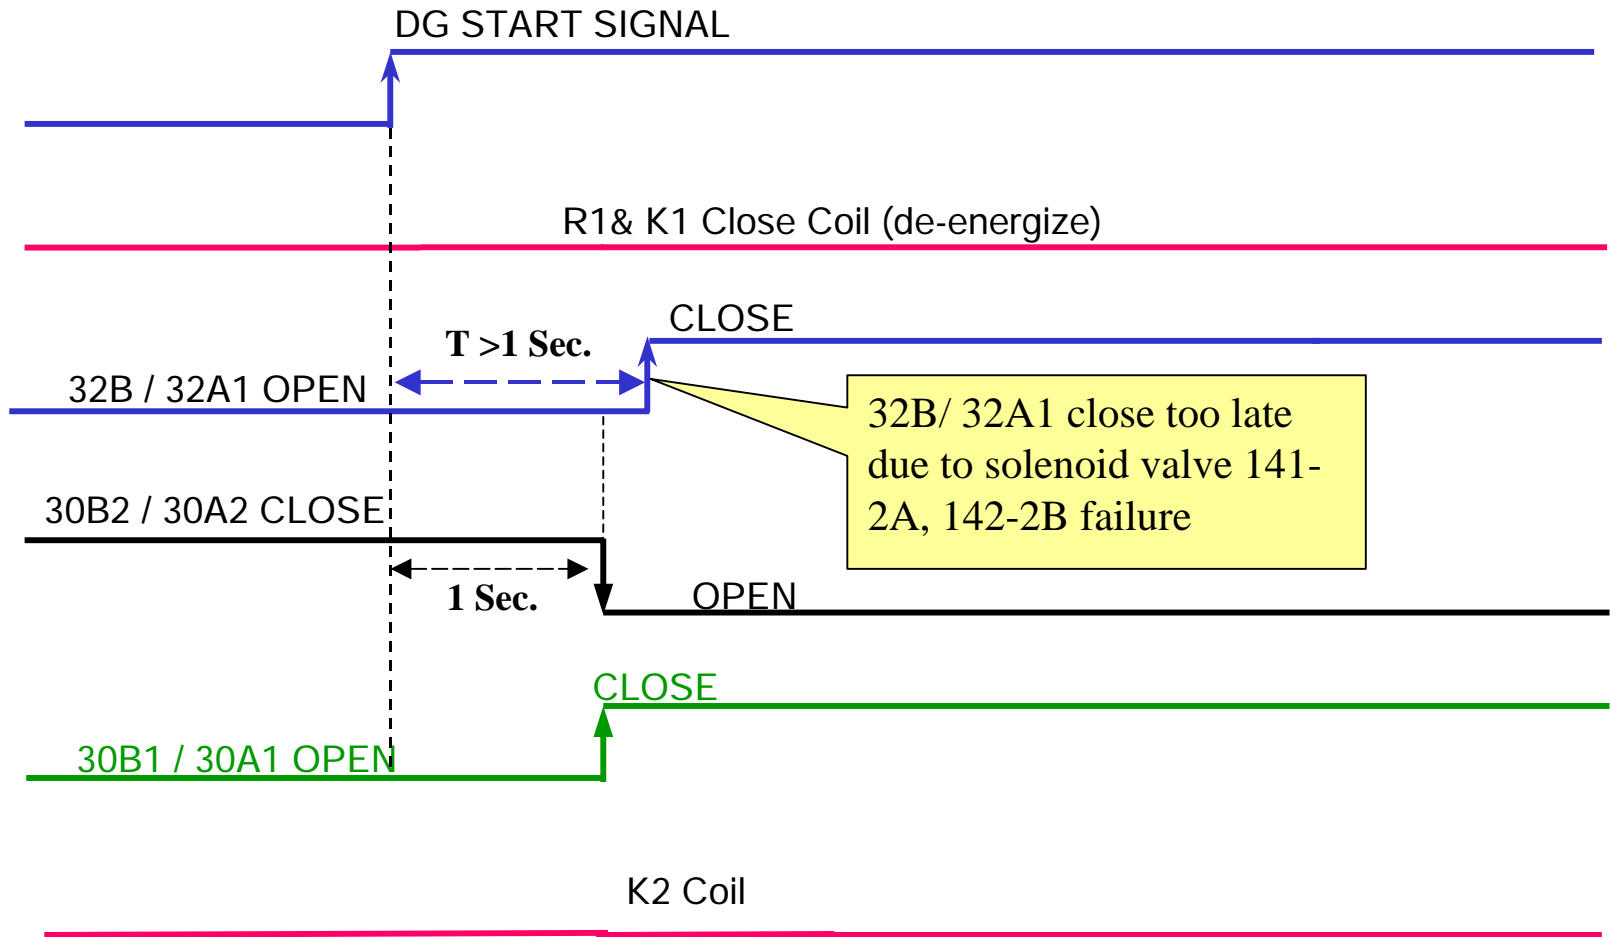 DG START SIGNAL
R1& K1 Close Coil (de-energize)
CLOSE
T >1 Sec.
32B / 32A1 OPEN
32B/ 32A1 close too late
due to solenoid valve 141-
2A, 142-2B failure
30B2 / 30A2 CLOSE
1 Sec.
OPEN
CLOSE
30B1 / 30A1 OPEN
K2 Coil